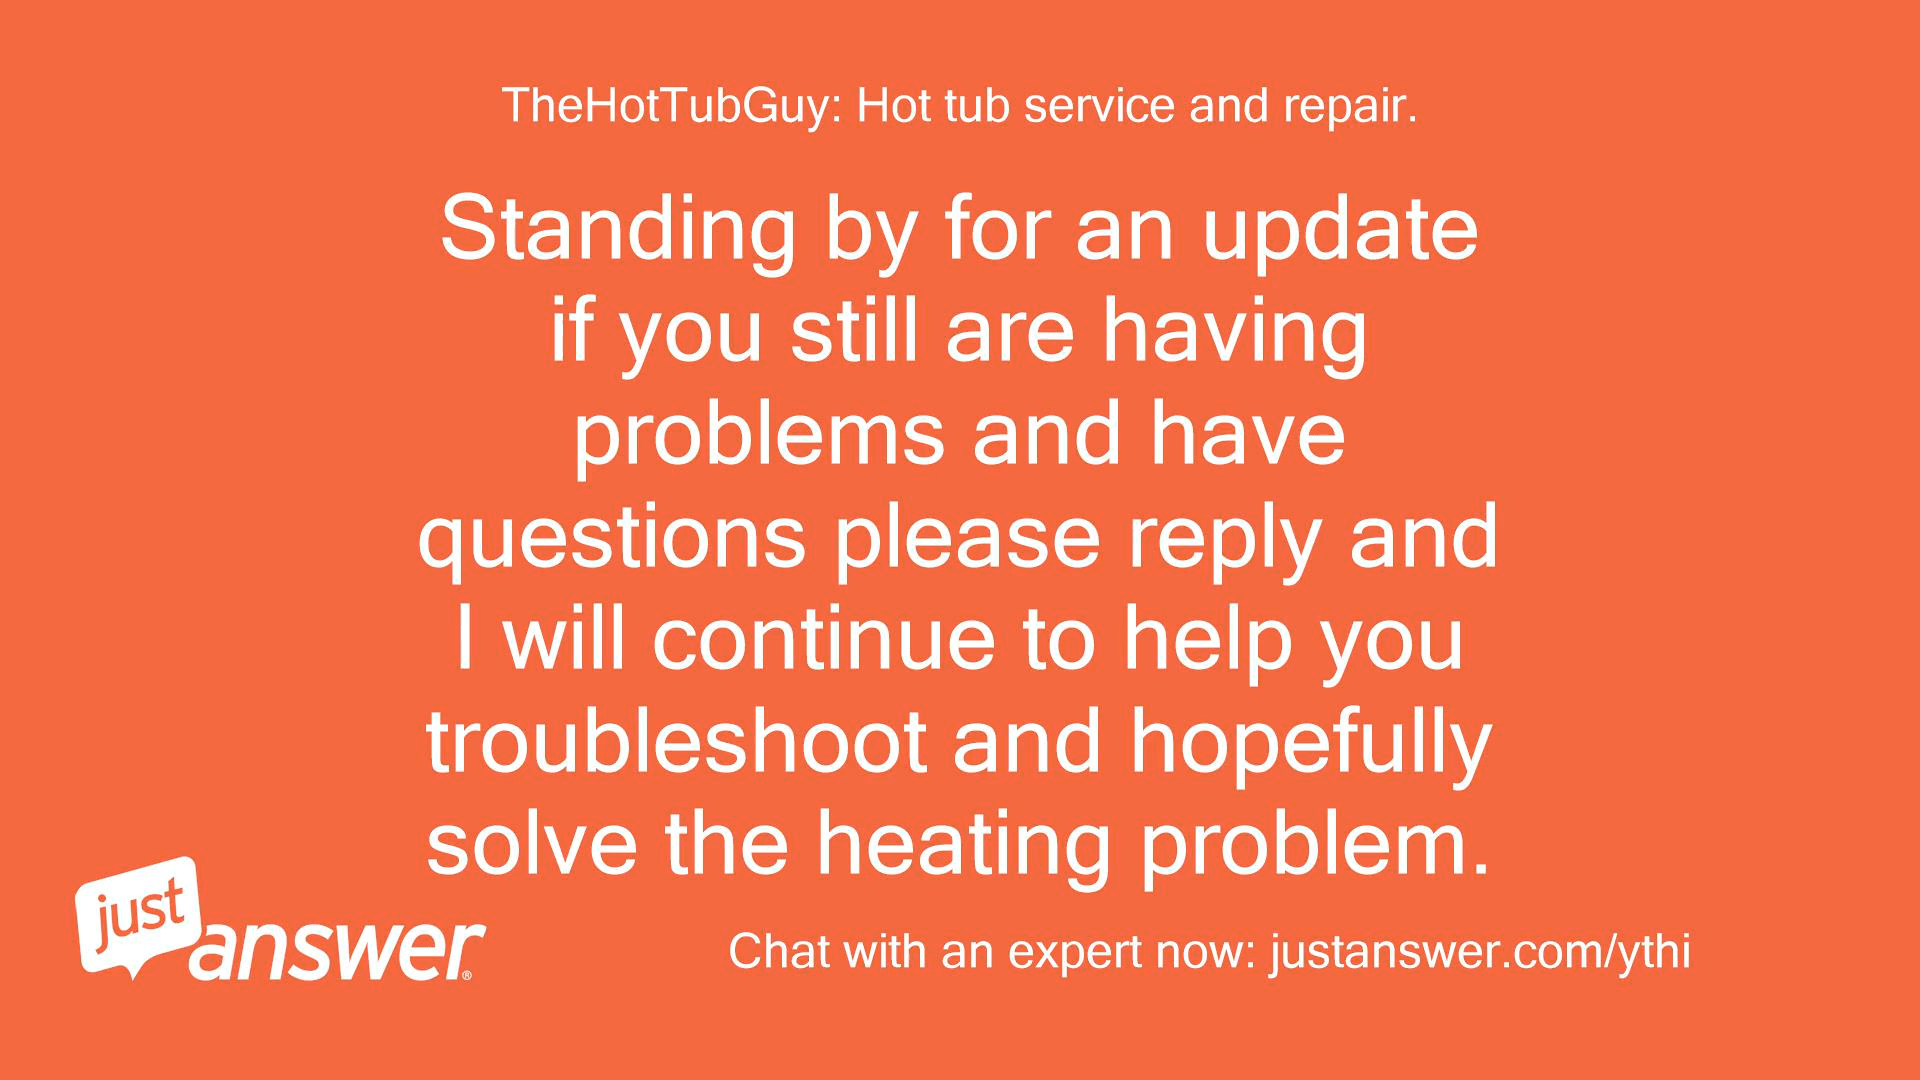 TheHotTubGuy: Hot tub service and repair.
Standing by for an update
if you still are having
problems and have
questions please reply and
I will continue to help you
troubleshoot and hopefully
solve the heating problem.
just
answer®
Chat with an expert now: justanswer.com/ythi